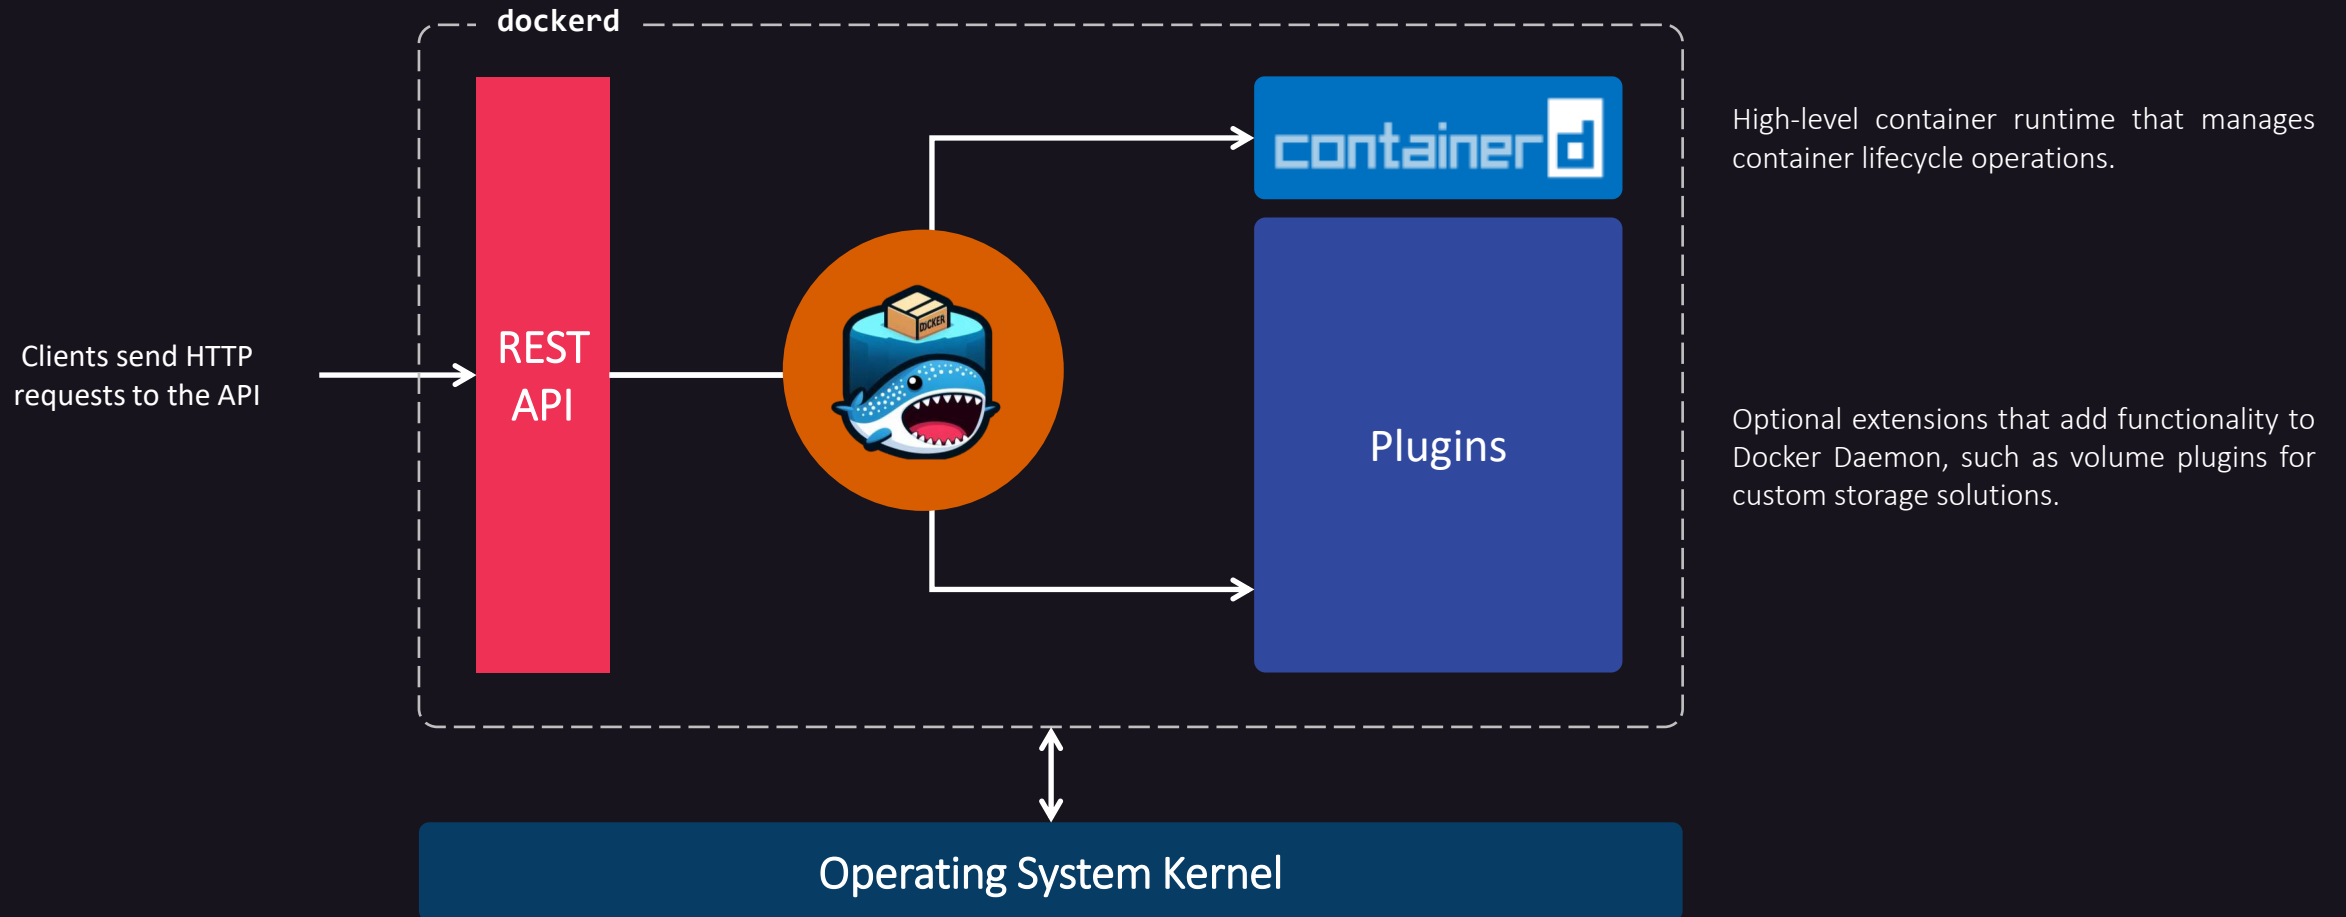 dockerd
Clients send HTTP
requests to the API
REST
API
DOCKER
containerd
High-level container runtime that manages
container lifecycle operations.
Plugins
Optional extensions that add functionality to
Docker Daemon, such as volume plugins for
custom storage solutions.
Operating System Kernel